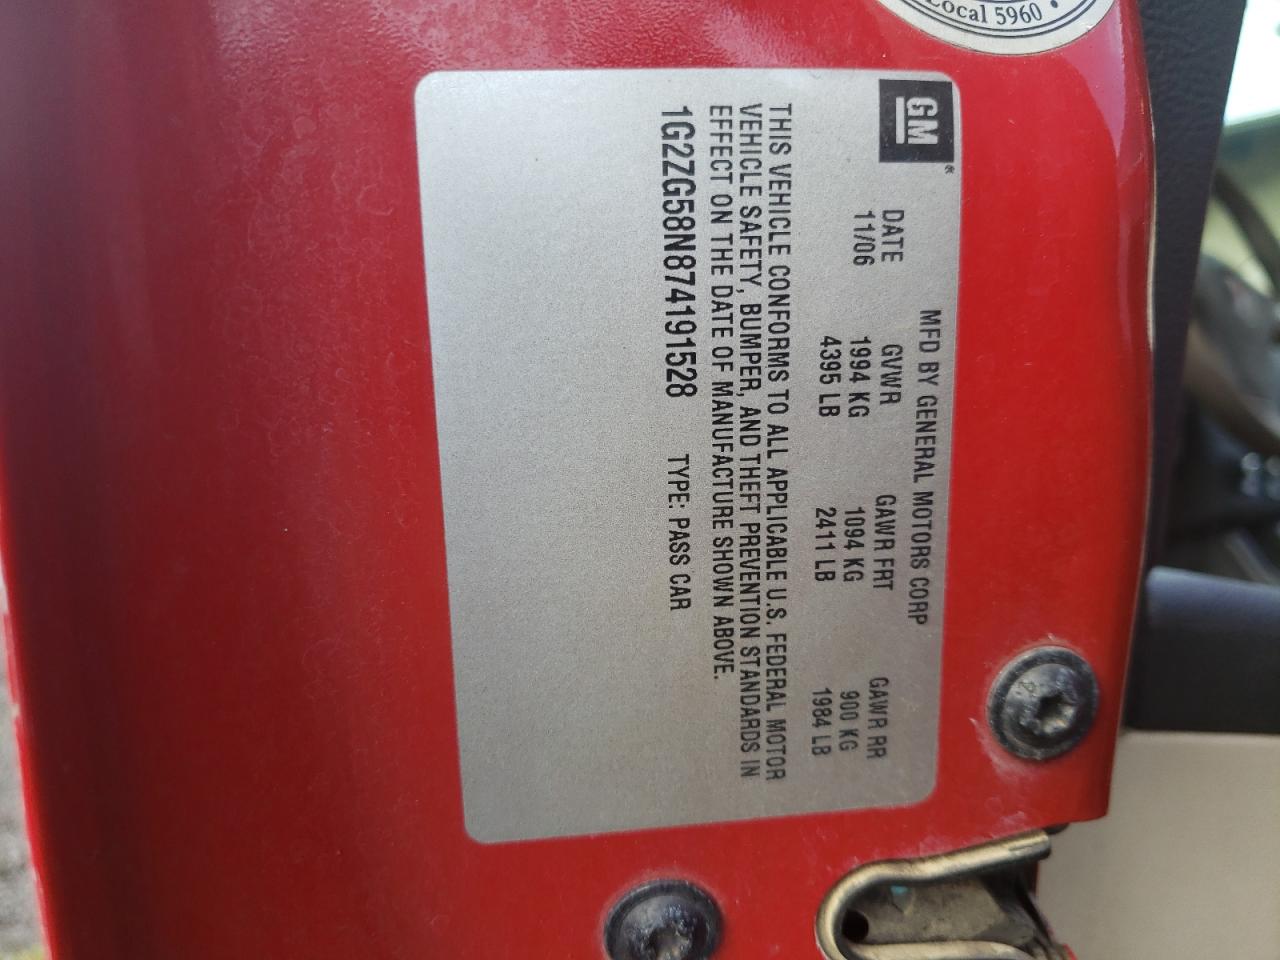 Local 5960 •
GM
MFD BY GENERAL MOTORS CORP
DATE GVWR GAWR FRT GAWR RR
11/06 1994 KG 1094 KG 900 KG
4395 LB 2411 LB 1984 LB
THIS VEHICLE CONFORMS TO ALL APPLICABLE U.S. FEDERAL MOTOR
VEHICLE SAFETY, BUMPER, AND THEFT PREVENTION STANDARDS IN
EFFECT ON THE DATE OF MANUFACTURE SHOWN ABOVE.
1G2ZG58N874191528 TYPE: PASS CAR